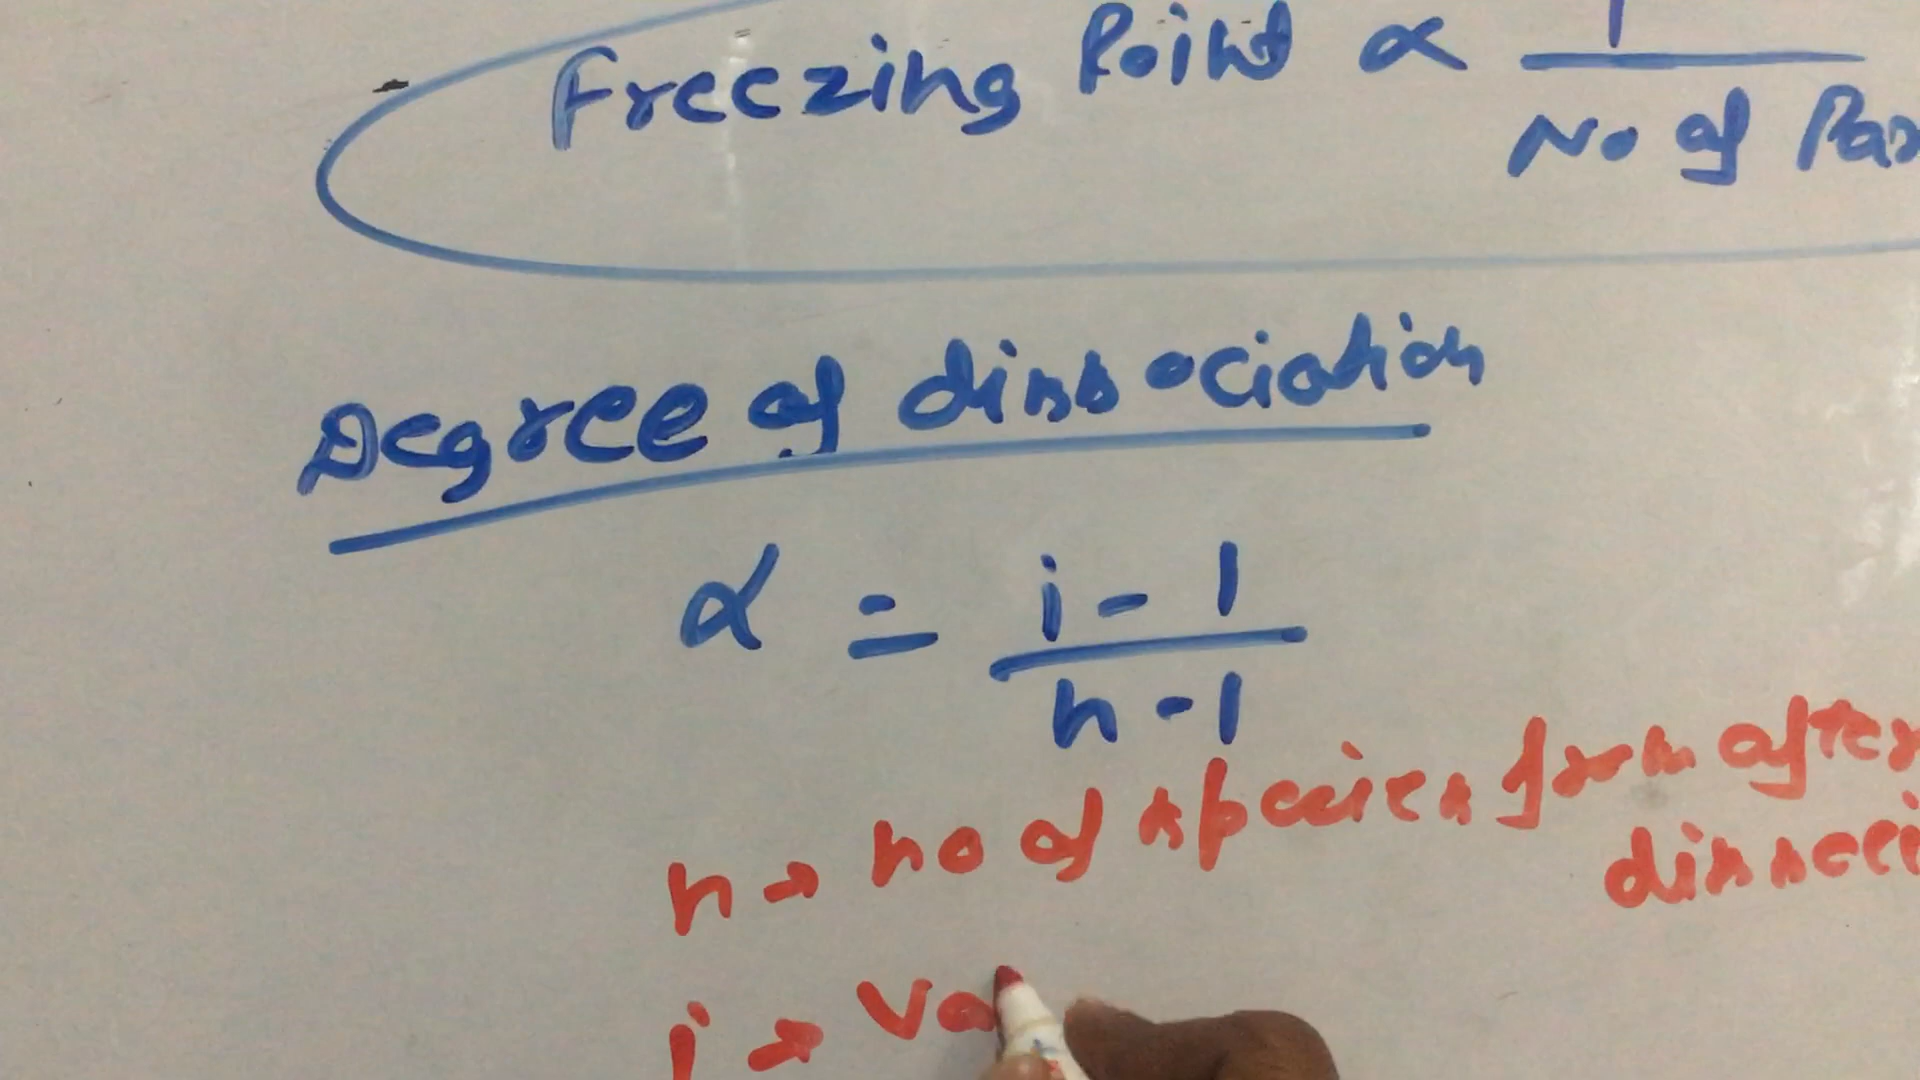 Freezing Point ∝ 1
No of Par
Degree of dissociation
α = i - 1
n - 1
n → no of species form after
dissoci
i → Va